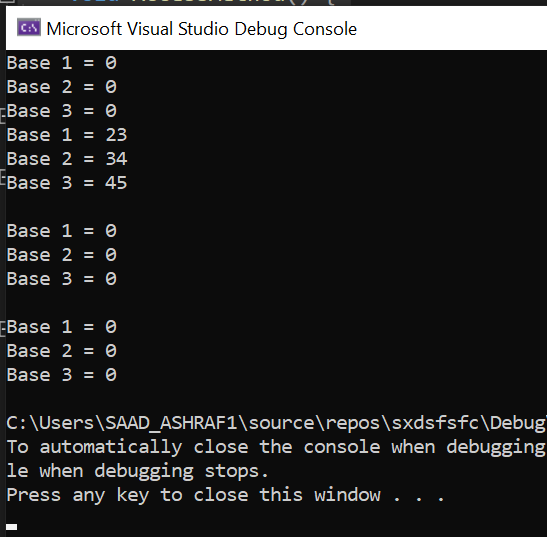 Microsoft Visual Studio Debug Console
Base 1 = 0
Base 2 = 0
Base 3 = 0
Base 1 = 23
Base 2 = 34
Base 3 = 45
Base 1 = 0
Base 2 = 0
Base 3 = 0
Base 1 = 0
Base 2 = 0
Base 3 = 0
C:\Users\SAAD_ASHRAF1\source\repos\sxdsfsfc\Debug\
To automatically close the console when debugging
le when debugging stops.
Press any key to close this window . . .